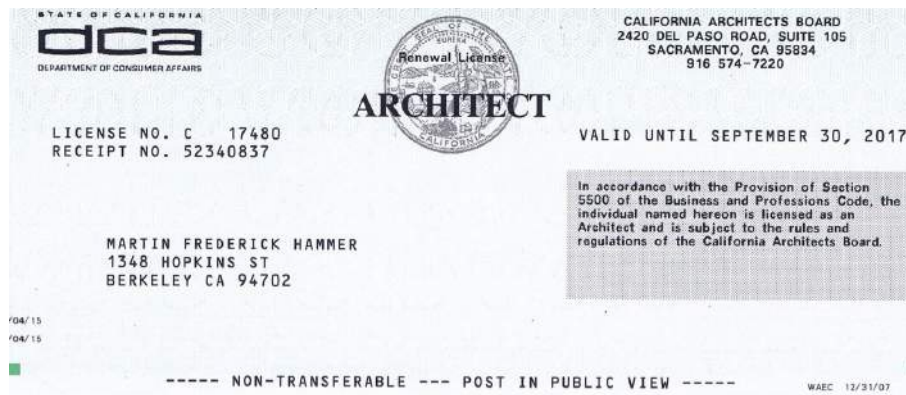 STATE OF CALIFORNIA
dca
DEPARTMENT OF CONSUMER AFFAIRS
Renewal License
ARCHITECT
CALIFORNIA ARCHITECTS BOARD
2420 DEL PASO ROAD, SUITE 105
SACRAMENTO, CA 95834
916 574-7220
LICENSE NO. C 17480
RECEIPT NO. 52340837
VALID UNTIL SEPTEMBER 30, 2017
In accordance with the Provision of Section
5500 of the Business and Professions Code, the
individual named hereon is licensed as an
Architect and is subject to the rules and
regulations of the California Architects Board.
MARTIN FREDERICK HAMMER
1348 HOPKINS ST
BERKELEY CA 94702
/04/15
/04/15
----- NON-TRANSFERABLE --- POST IN PUBLIC VIEW -----
WAEC 12/31/07